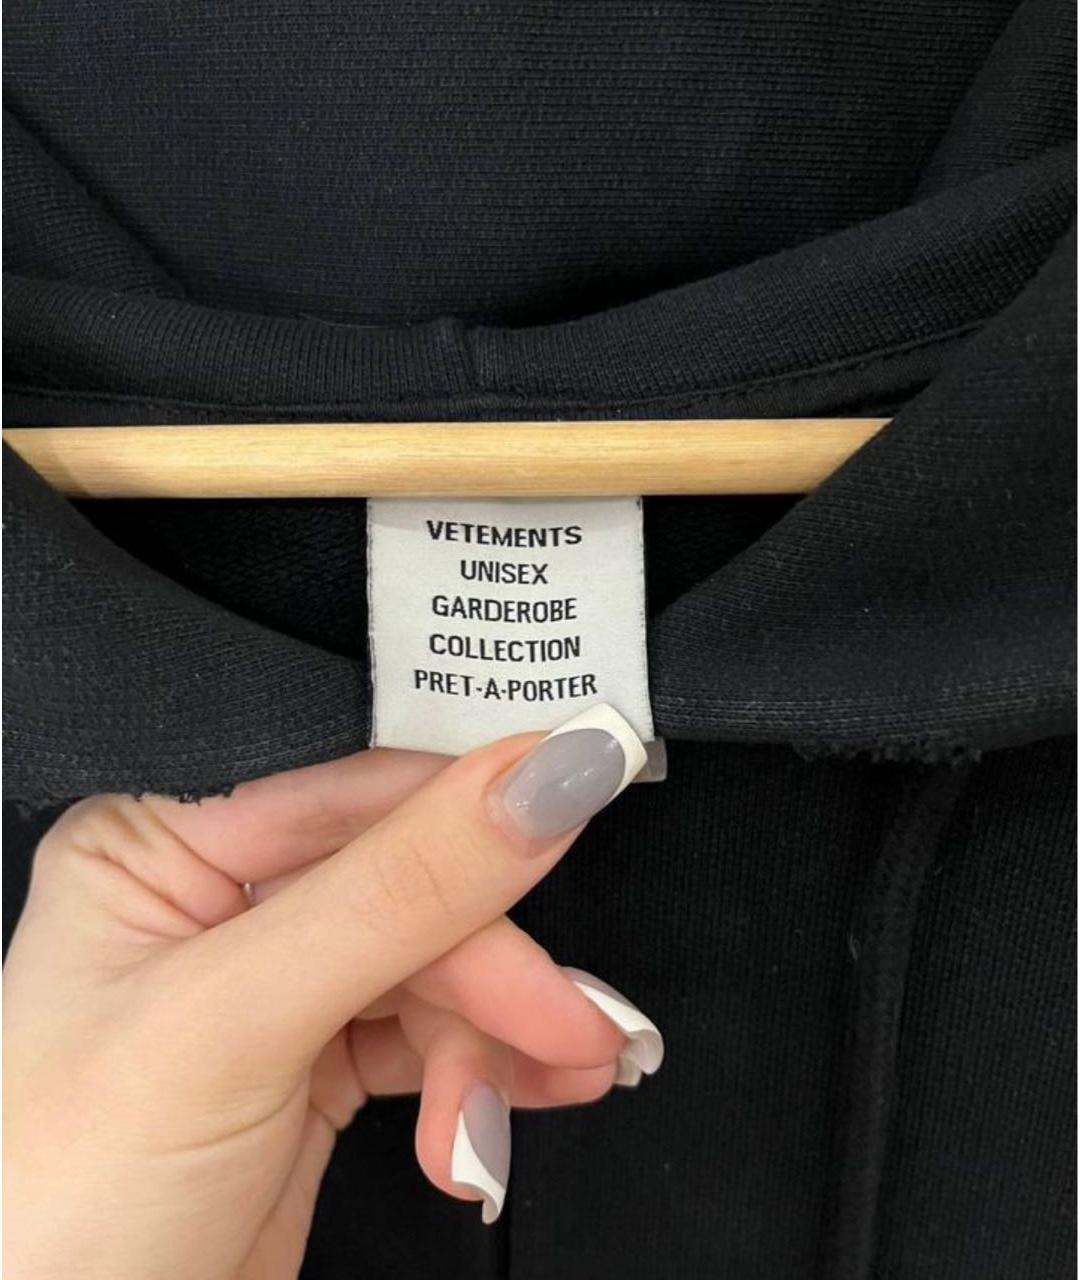 VETEMENTS
UNISEX
GARDEROBE
COLLECTION
PRET-A-PORTER